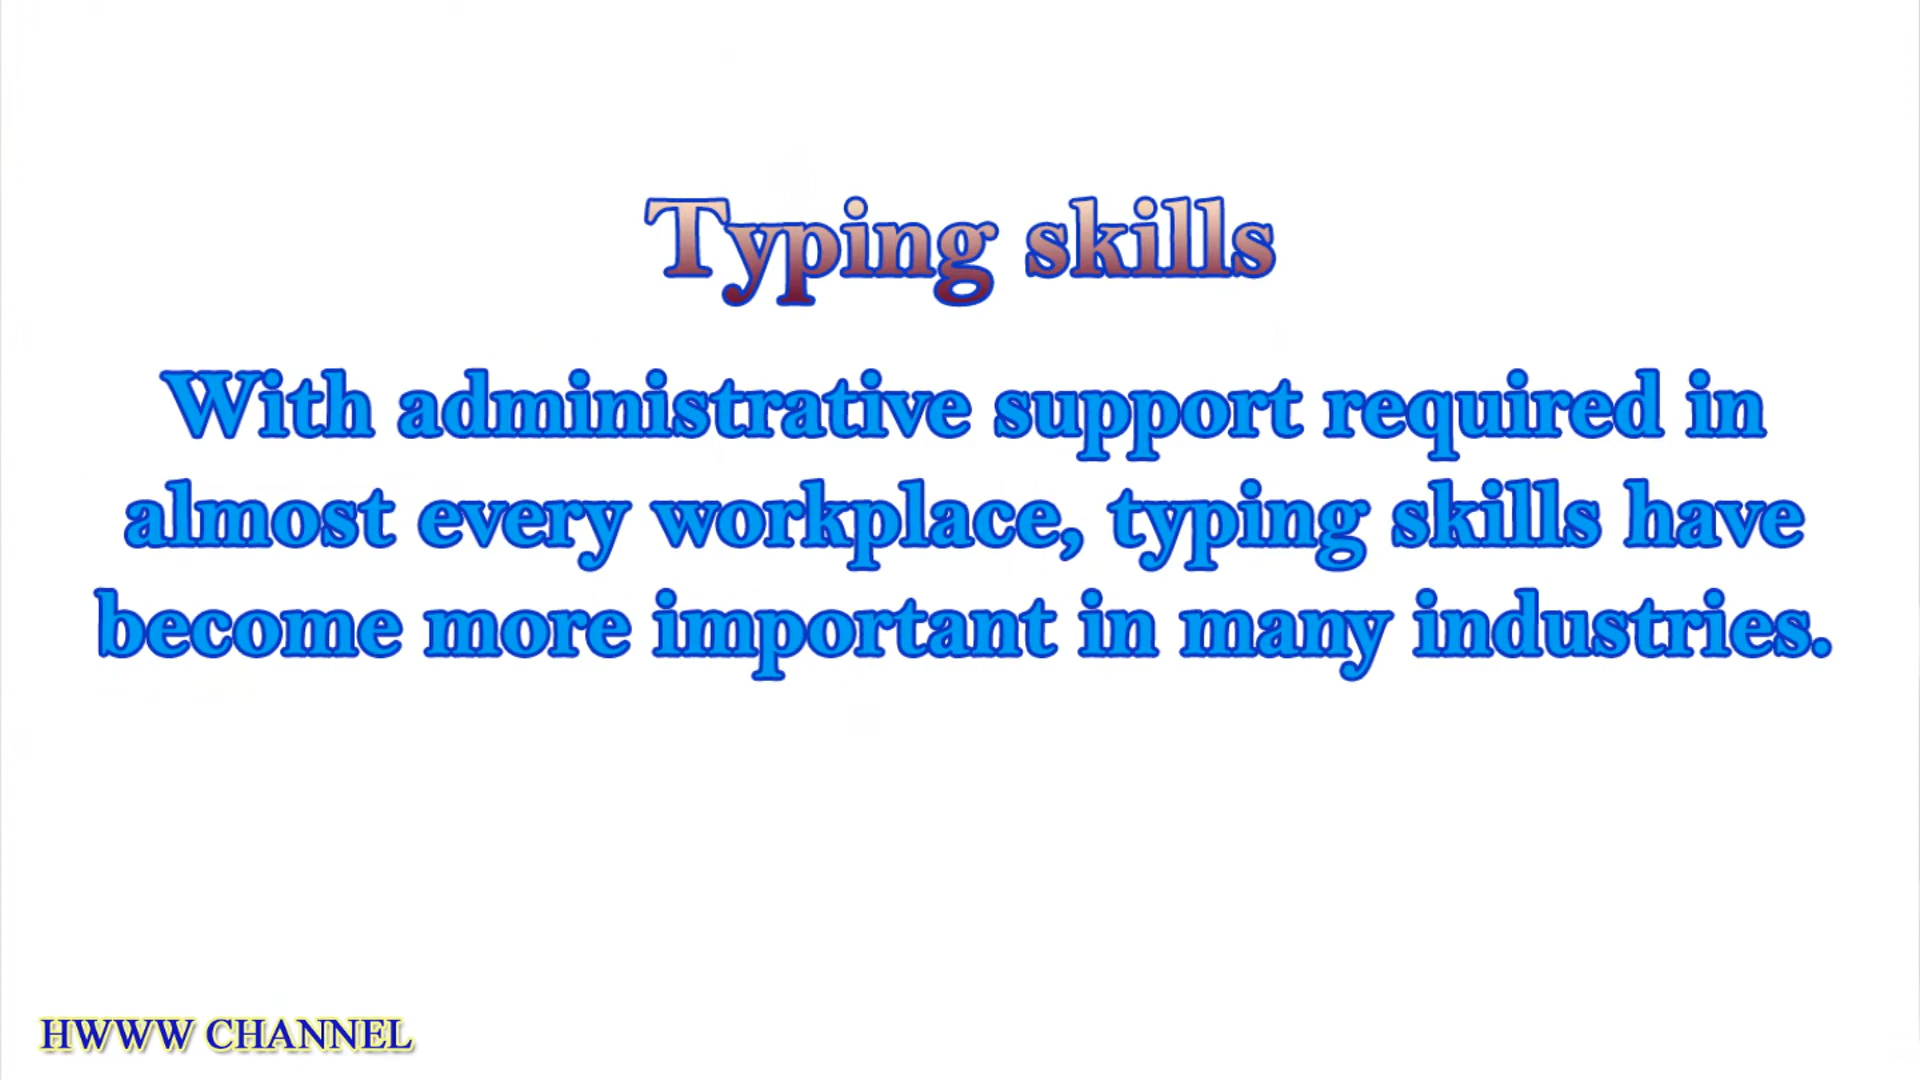 Typing skills
With administrative support required in
almost every workplace, typing skills have
become more important in many industries.
HWWW CHANNEL